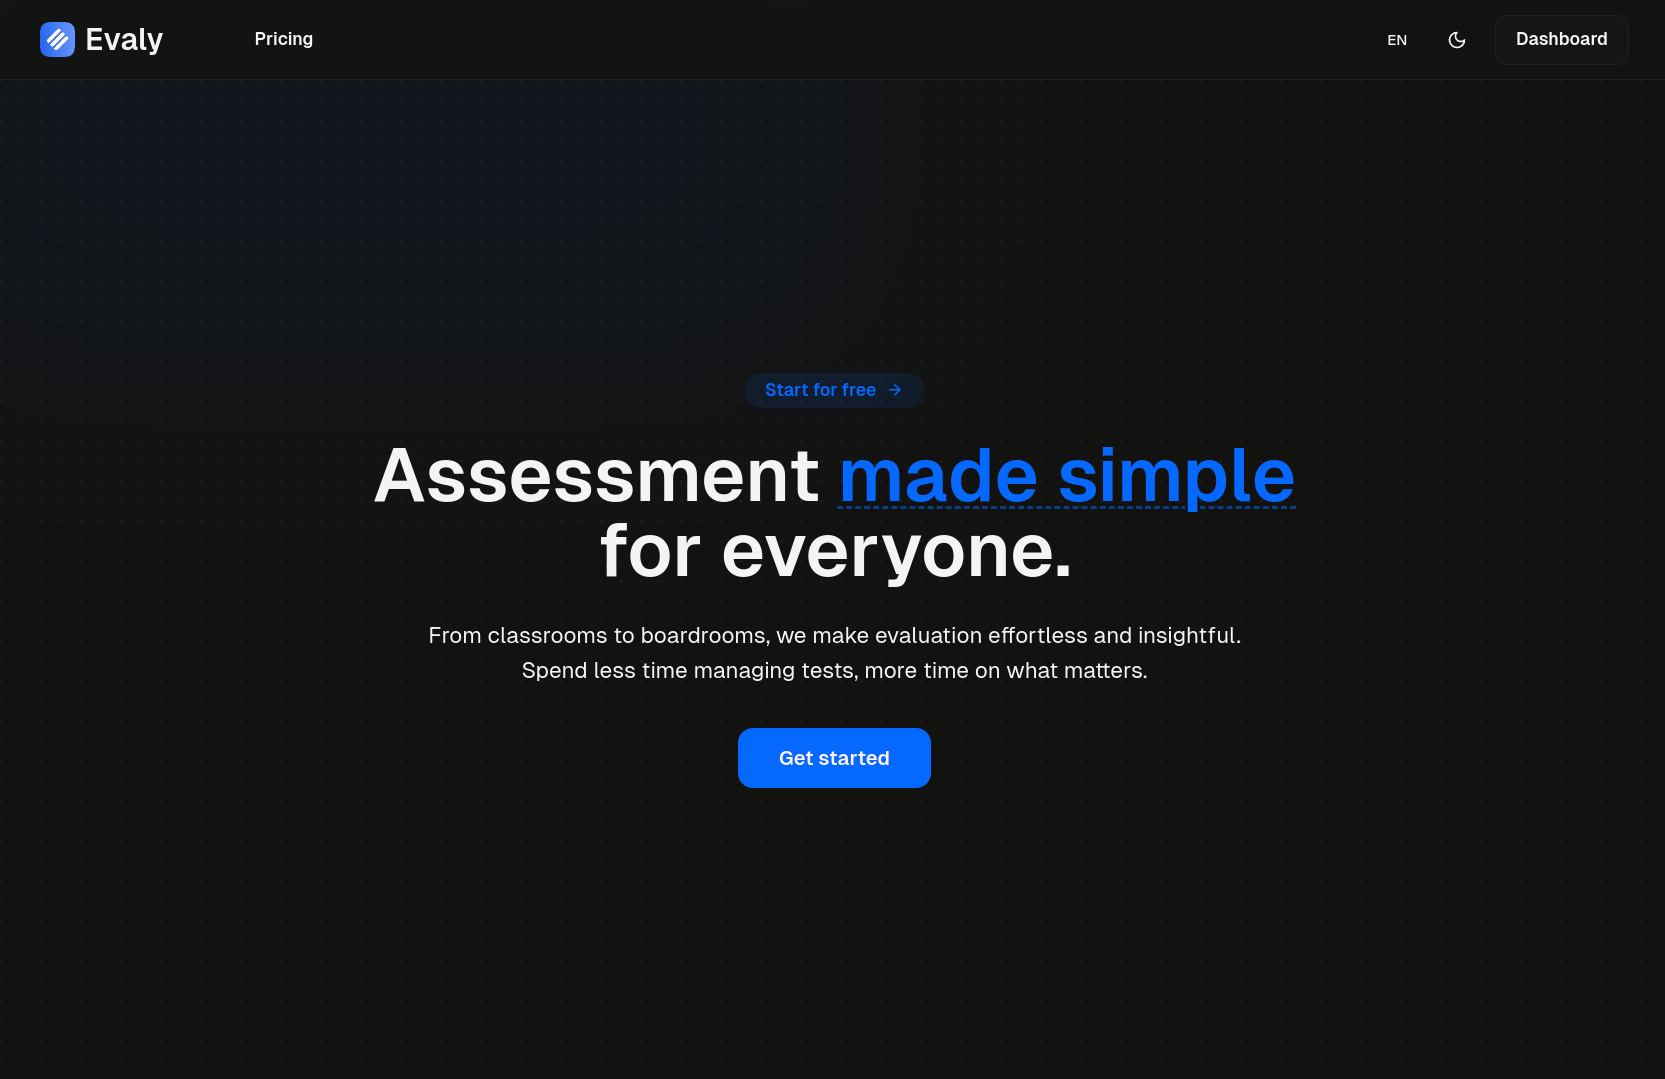 Evaly
Pricing
EN
Dashboard
Start for free
Assessment made simple
for everyone.
From classrooms to boardrooms, we make evaluation effortless and insightful.
Spend less time managing tests, more time on what matters.
Get started